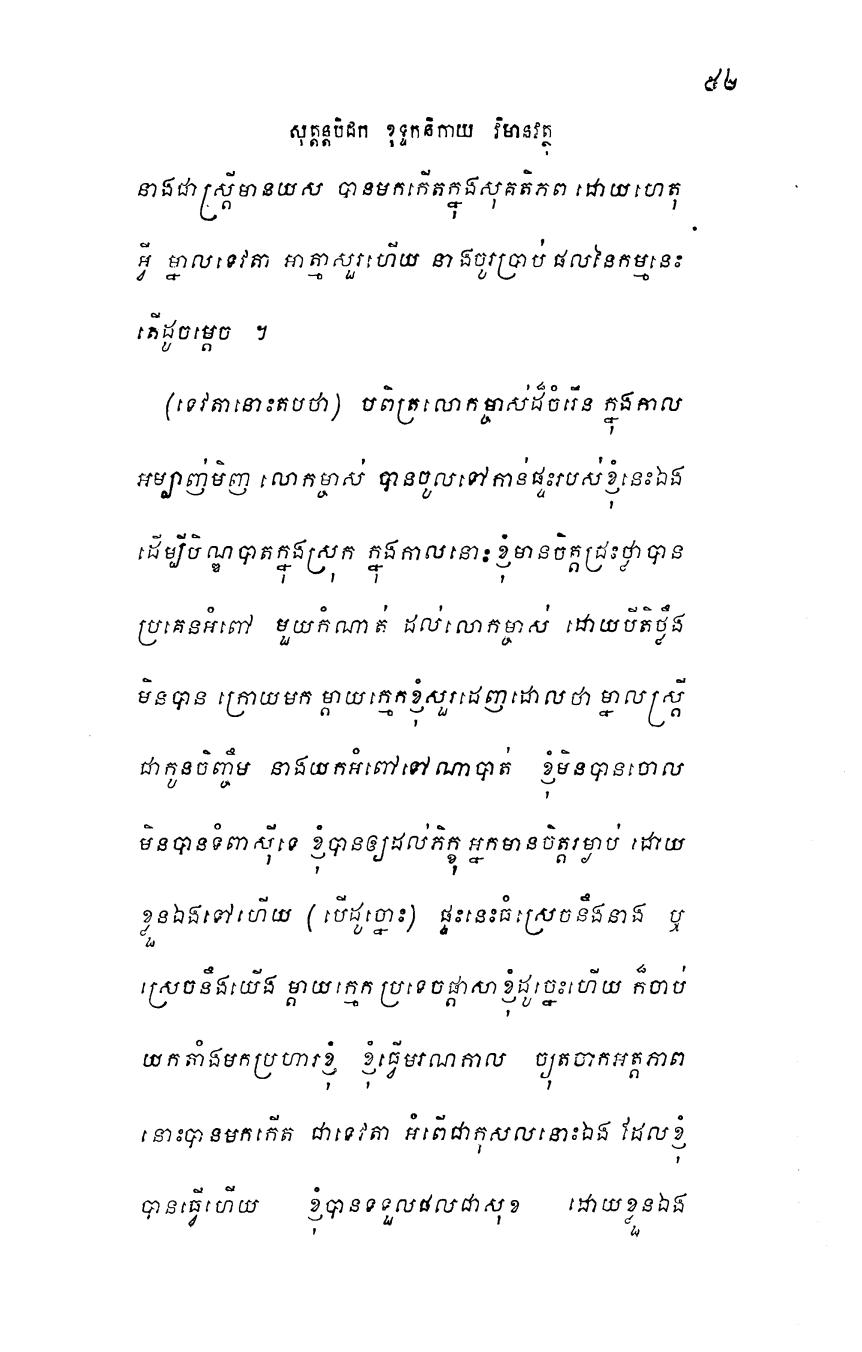 ៥២
សុត្តន្តបិដក ខុទ្ទកនិកាយ វិមានវត្ថុ
នាងជាស្ត្រីមានយស បានមកកើតក្នុងសុគតិភព ដោយហេតុ
អ្វី ម្នាលទេវតា អាត្មាសួរហើយ នាងចូរប្រាប់ ផលនៃកម្មនេះ
តើដូចម្តេច ។
(ទេវតានោះតបថា) បពិត្រលោកម្ចាស់ដ៏ចំរើន ក្នុងកាល
អម្បាញ់មិញ លោកម្ចាស់ បានចូលទៅកាន់ផ្ទះរបស់ខ្ញុំនេះឯង
ដើម្បីបិណ្ឌបាតក្នុងស្រុក ក្នុងកាលនោះ ខ្ញុំមានចិត្តជ្រះថ្លា បាន
ប្រគេនអំពៅ មួយកំណាត់ ដល់លោកម្ចាស់ ដោយបីតិថ្លឹង
មិនបាន ក្រោយមក ម្តាយក្មេកខ្ញុំសួរដេញដោលថា ម្នាលស្ត្រី
ជាកូនចិញ្ចឹម នាងយកអំពៅទៅណាបាត់ ខ្ញុំមិនបានចោល
មិនបានទំពាស៊ីទេ ខ្ញុំបានឲ្យដល់ភិក្ខុ អ្នកមានចិត្តរម្ងាប់ ដោយ
ខ្លួនឯងទៅហើយ (បើដូច្នោះ) ផ្ទះនេះធំស្រេចនឹងនាង ឬ
ស្រេចនឹងយើង ម្តាយក្មេក ប្រទេចផ្តាសាខ្ញុំដូច្នេះហើយ ក៏ចាប់
យកតាំងមកប្រហារខ្ញុំ ខ្ញុំធ្វើមរណកាល ច្យុតចាកអត្តភាព
នោះបានមកកើត ជាទេវតា អំពើជាកុសលនោះឯង ដែលខ្ញុំ
បានធ្វើហើយ ខ្ញុំបានទទួលផលជាសុខ ដោយខ្លួនឯង